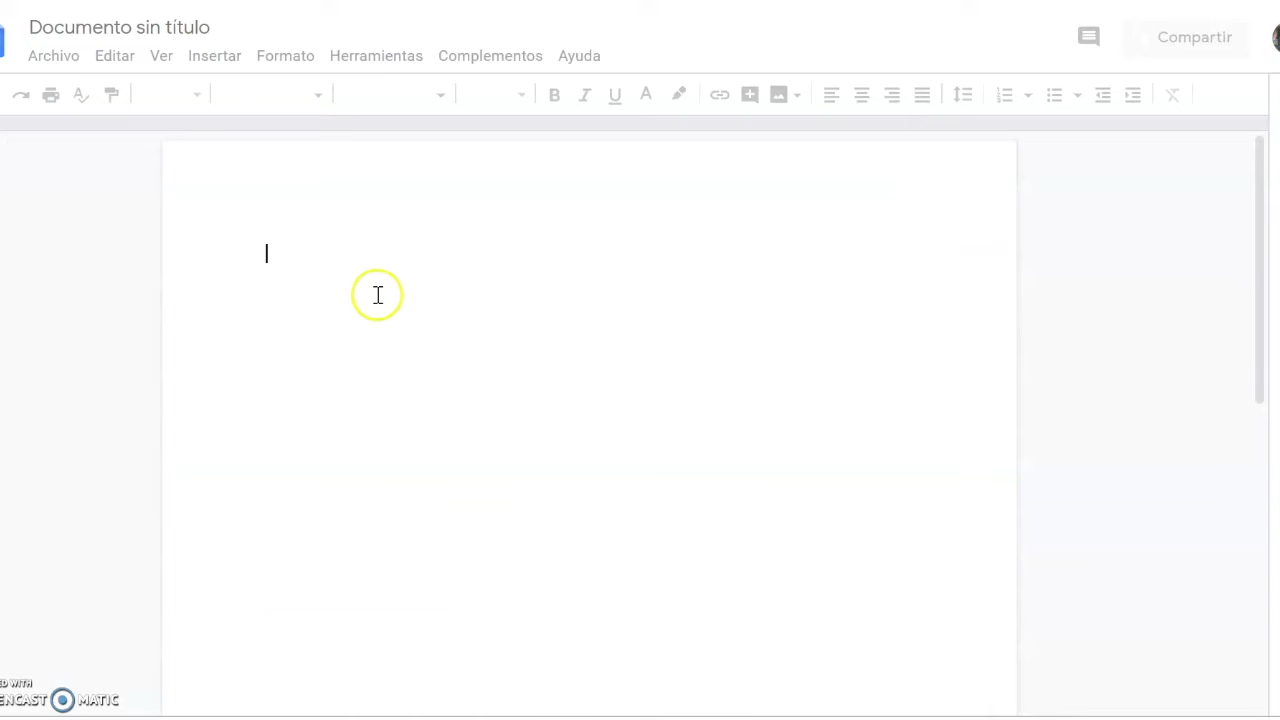 Documento sin título
Archivo Editar Ver Insertar Formato Herramientas Complementos Ayuda
Compartir
B I U A
ED WITH
ENCAST MATIC